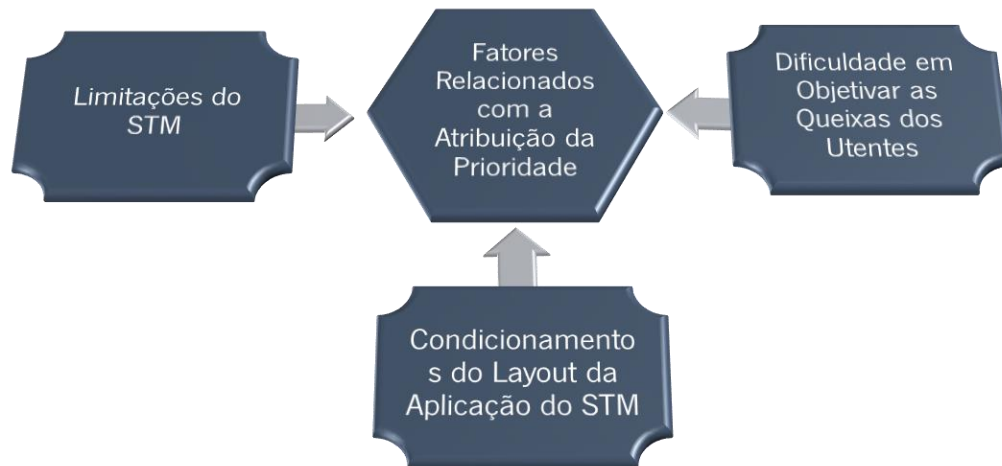 Limitações do
STM
Fatores
Relacionados
com a
Atribuição da
Prioridade
Dificuldade em
Objetivar as
Queixas dos
Utentes
Condicionamento
s do Layout da
Aplicação do STM